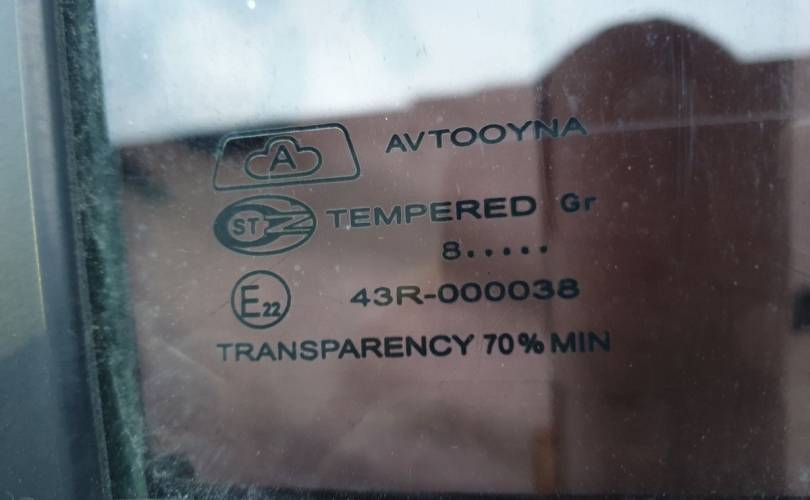 A AVTOOYNA
ST TEMPERED Gr
8.....
E22 43R-000038
TRANSPARENCY 70% MIN